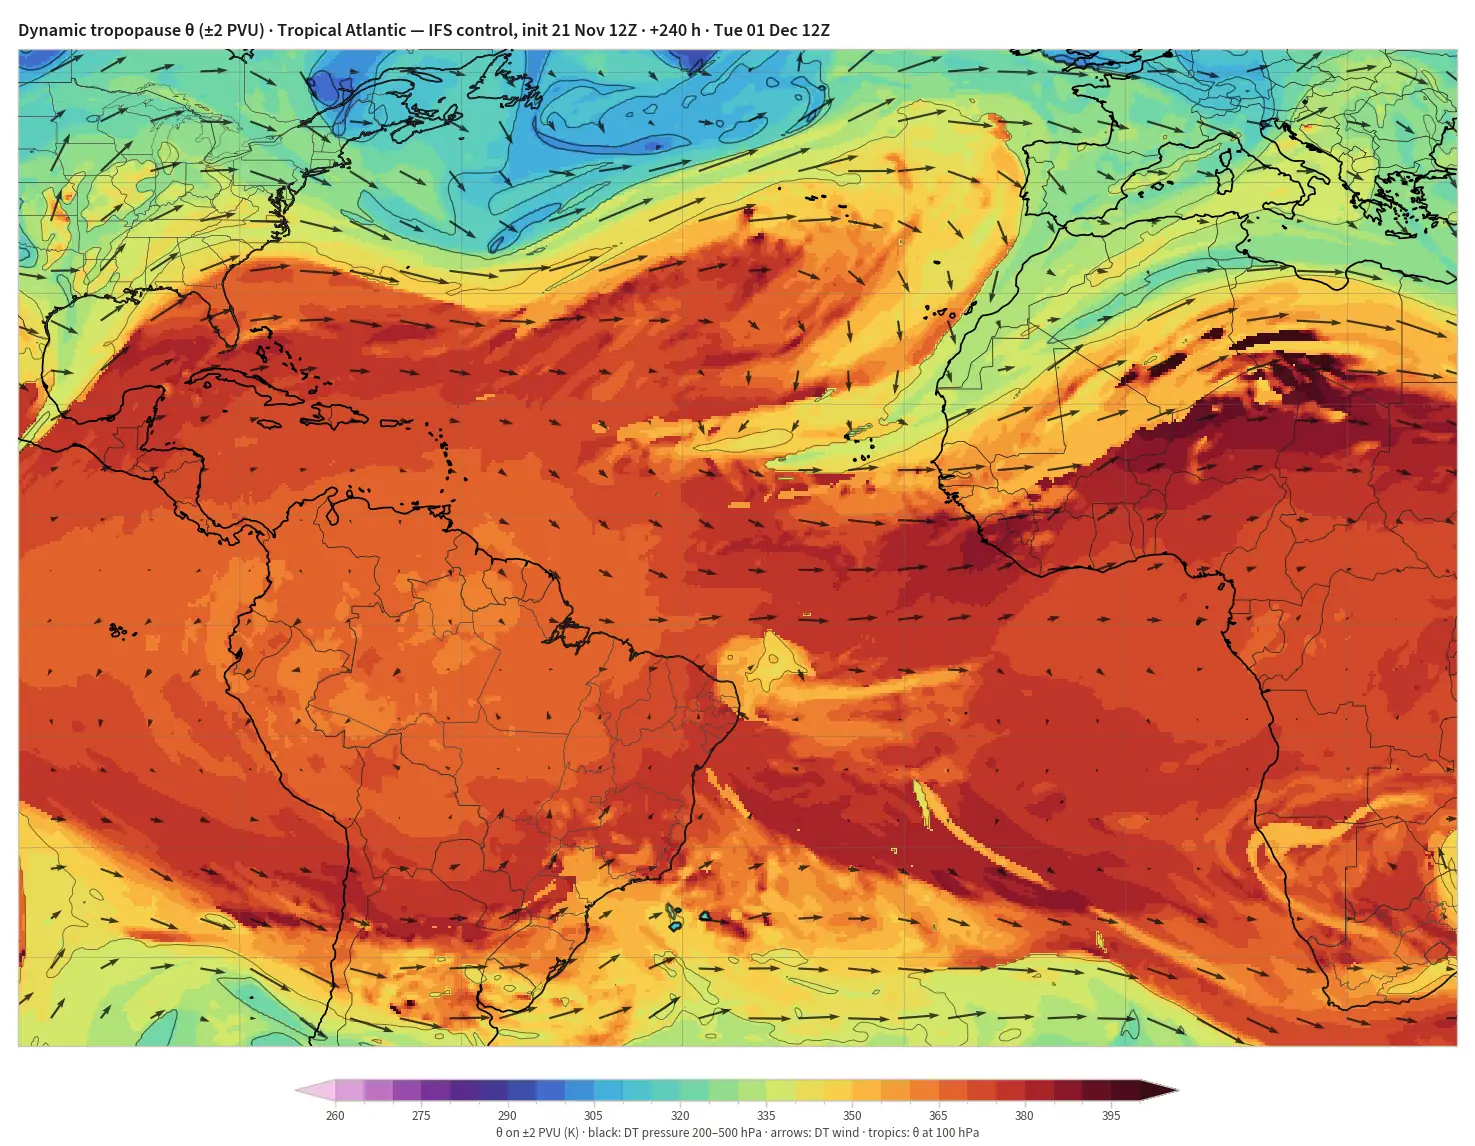 Dynamic tropopause θ (±2 PVU) · Tropical Atlantic — IFS control, init 21 Nov 12Z · +240 h · Tue 01 Dec 12Z
260 275 290 305 320 335 350 365 380 395
θ on ±2 PVU (K) · black: DT pressure 200–500 hPa · arrows: DT wind · tropics: θ at 100 hPa